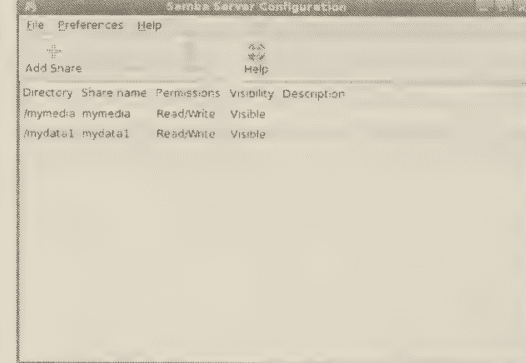 Samba Server Configuration
File Preferences Help
Add Share
Help
Directory Share name Permissions Visibility Description
/mymedia mymedia Read/Write Visible
/mydata1 mydata1 Read/Write Visible